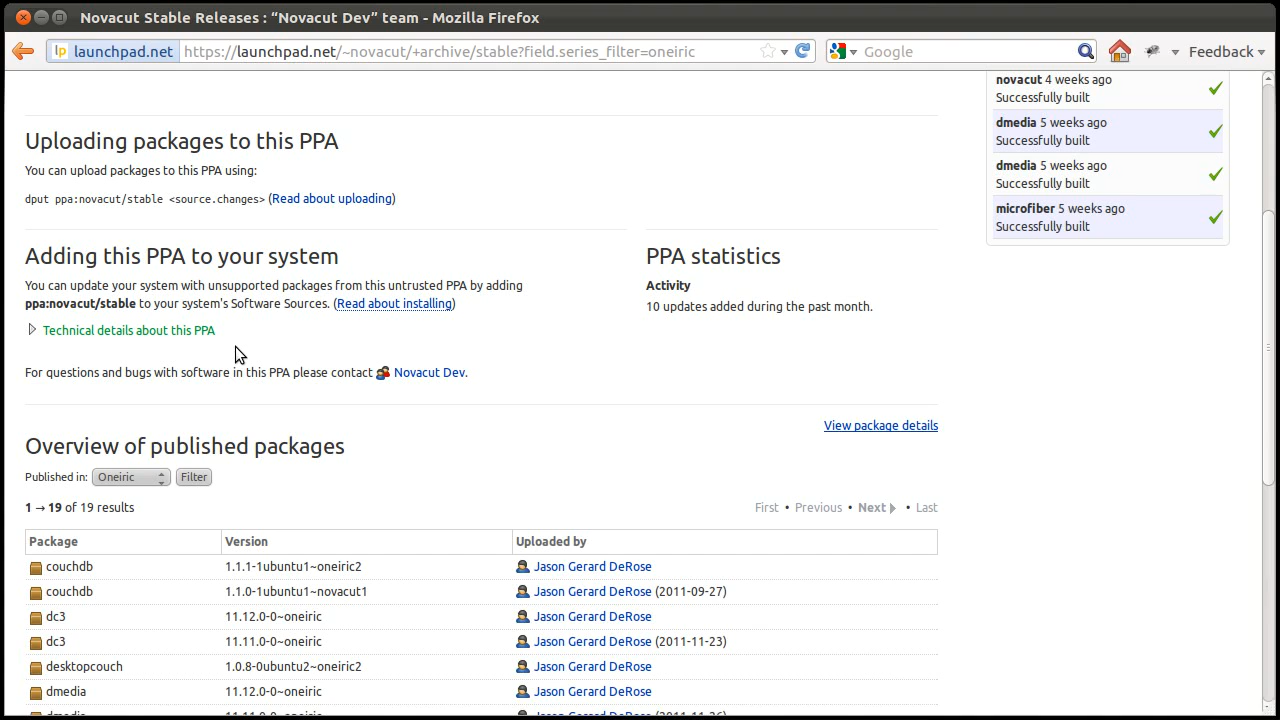 Novacut Stable Releases : “Novacut Dev” team - Mozilla Firefox
lp launchpad.net https://launchpad.net/~novacut/+archive/stable?field.series_filter=oneiric Google Feedback
novacut 4 weeks ago
Successfully built
dmedia 5 weeks ago
Successfully built
dmedia 5 weeks ago
Successfully built
microfiber 5 weeks ago
Successfully built
Uploading packages to this PPA
You can upload packages to this PPA using:
dput ppa:novacut/stable <source.changes> (Read about uploading)
Adding this PPA to your system
You can update your system with unsupported packages from this untrusted PPA by adding
ppa:novacut/stable to your system's Software Sources. (Read about installing)
Technical details about this PPA
For questions and bugs with software in this PPA please contact Novacut Dev.
PPA statistics
Activity
10 updates added during the past month.
View package details
Overview of published packages
Published in: Oneiric Filter
1 → 19 of 19 results First • Previous • Next • Last
Package Version Uploaded by
couchdb 1.1.1-1ubuntu1~oneiric2 Jason Gerard DeRose
couchdb 1.1.0-1ubuntu1~novacut1 Jason Gerard DeRose (2011-09-27)
dc3 11.12.0-0~oneiric Jason Gerard DeRose
dc3 11.11.0-0~oneiric Jason Gerard DeRose (2011-11-23)
desktopcouch 1.0.8-0ubuntu2~oneiric2 Jason Gerard DeRose
dmedia 11.12.0-0~oneiric Jason Gerard DeRose